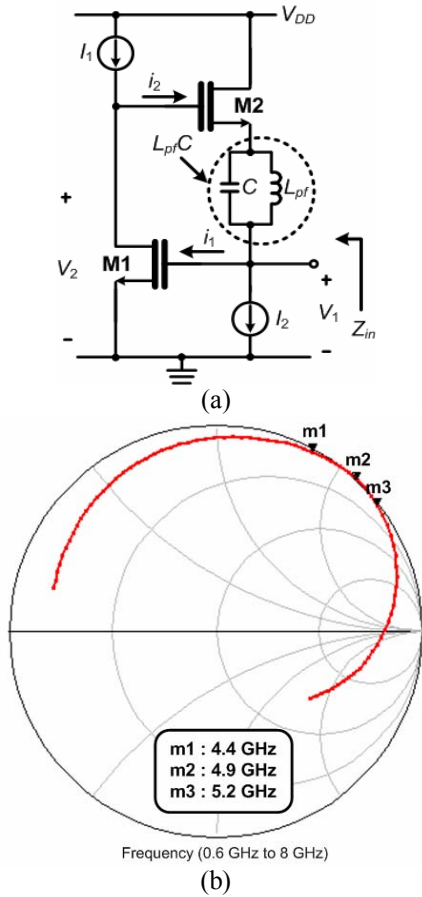 V_DD
I_1
i_2
M2
L_pf C
C
L_pf
+
i_1
V_2
M1
+
I_2
V_1
Z_in
–
–
(a)
m1
m2
m3
m1 : 4.4 GHz
m2 : 4.9 GHz
m3 : 5.2 GHz
Frequency (0.6 GHz to 8 GHz)
(b)